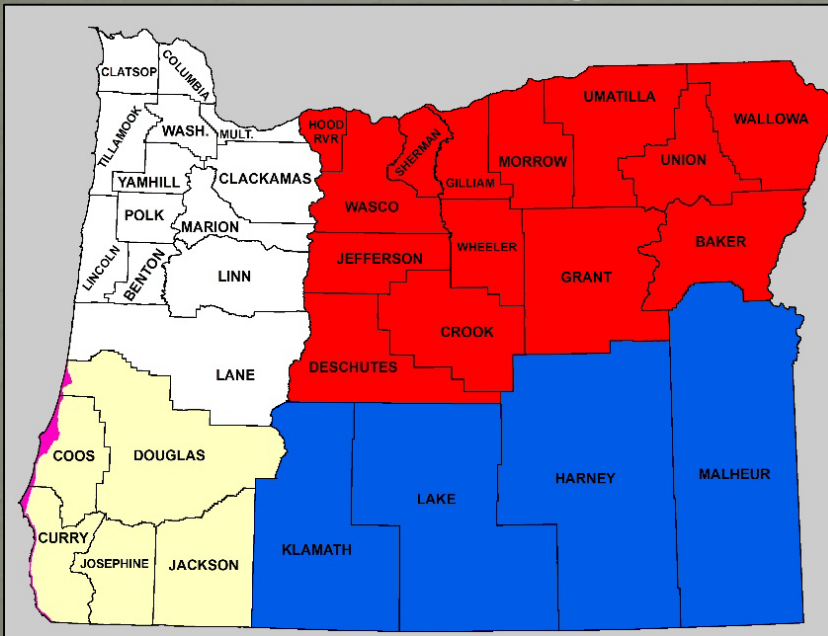 CLATSOP
COLUMBIA
TILLAMOOK
WASH.
MULT.
HOOD
RVR
SHERMAN
GILLIAM
MORROW
UMATILLA
UNION
WALLOWA
YAMHILL
CLACKAMAS
POLK
MARION
WASCO
WHEELER
LINCOLN
BENTON
LINN
JEFFERSON
GRANT
BAKER
CROOK
LANE
DESCHUTES
COOS
DOUGLAS
LAKE
HARNEY
MALHEUR
CURRY
JOSEPHINE
JACKSON
KLAMATH